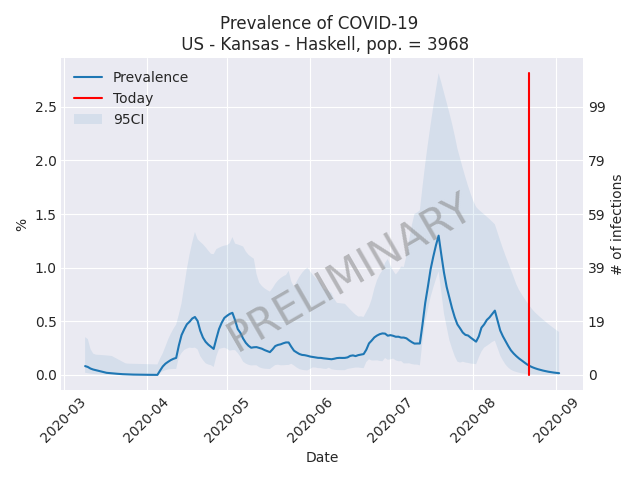 Prevalence of COVID-19
US - Kansas - Haskell, pop. = 3968
Prevalence
Today
95CI
2.5
2.0
1.5
1.0
0.5
0.0
%
99
79
59
39
19
0
# of infections
PRELIMINARY
2020-03
2020-04
2020-05
2020-06
2020-07
2020-08
2020-09
Date